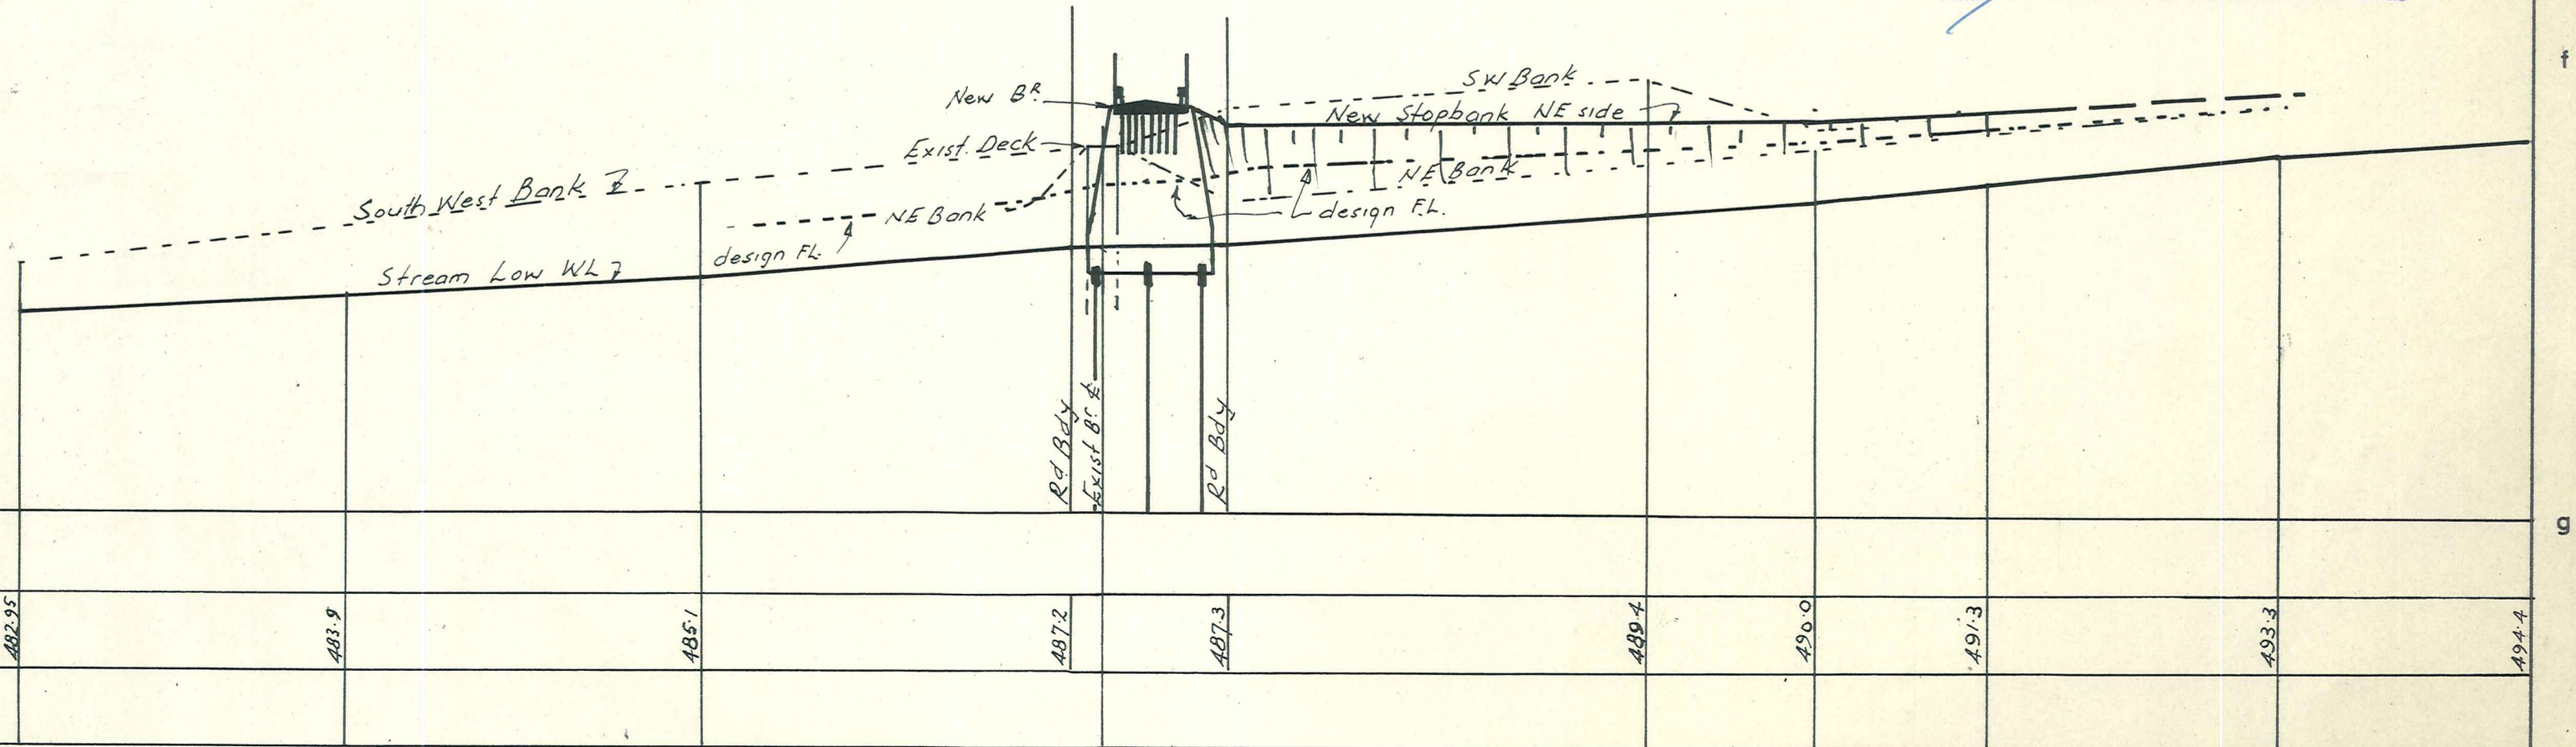 f
SW Bank
New BR
New Stopbank NE side
Exist. Deck
NE Bank
South West Bank
NE Bank
design F.L.
design FL.
Stream Low WL
Rd Bdy
Exist Br ℄
Rd Bdy
g
482.95
483.9
485.1
487.2
487.3
489.4
490.0
491.3
493.3
494.4